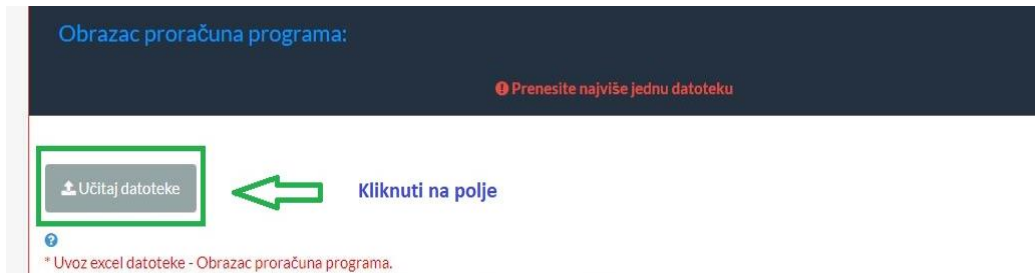 Obrazac proračuna programa:
Prenesite najviše jednu datoteku
Učitaj datoteke
Kliknuti na polje
* Uvoz excel datoteke - Obrazac proračuna programa.